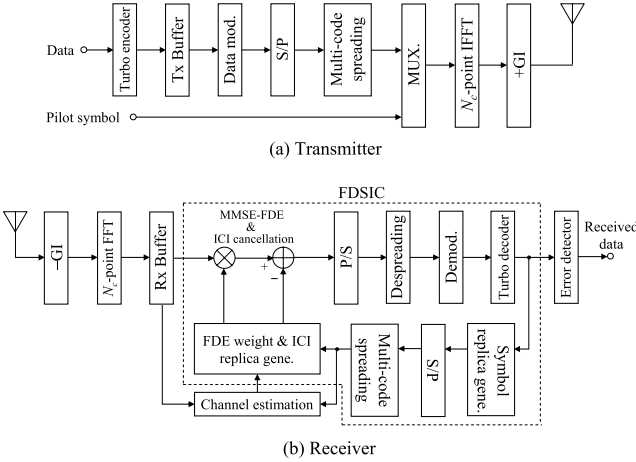 Data
Turbo encoder
Tx Buffer
Data mod.
S/P
Multi-code
spreading
MUX.
N_c-point IFFT
+GI
Pilot symbol
(a) Transmitter
FDSIC
–GI
N_c-point FFT
Rx Buffer
MMSE-FDE
&
ICI cancellation
+
−
P/S
Despreading
Demod.
Turbo decoder
Error detector
Received
data
FDE weight & ICI
replica gene.
Multi-code
spreading
S/P
Symbol
replica gene.
Channel estimation
(b) Receiver